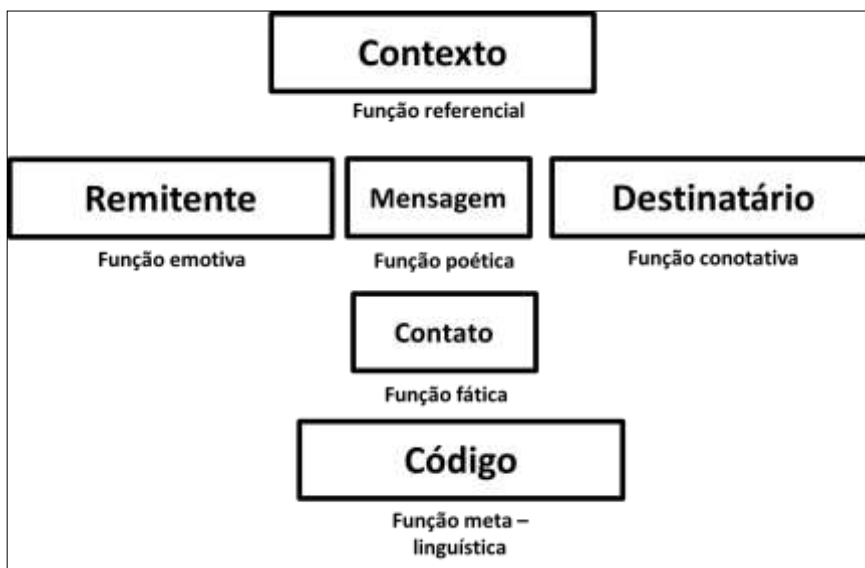 Contexto
Função referencial
Remitente
Mensagem
Destinatário
Função emotiva
Função poética
Função conotativa
Contato
Função fática
Código
Função meta –
linguística